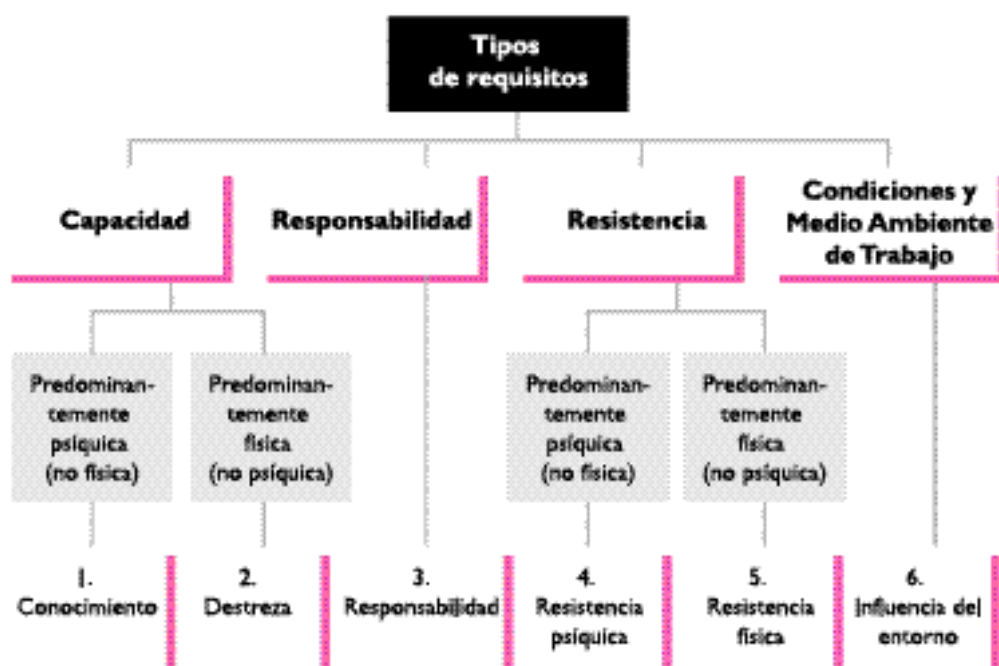 Tipos
de requisitos
Capacidad
Responsabilidad
Resistencia
Condiciones y
Medio Ambiente
de Trabajo
Predominan-
temente
psíquica
(no física)
Predominan-
temente
física
(no psíquica)
Predominan-
temente
psíquica
(no física)
Predominan-
temente
física
(no psíquica)
1.
Conocimiento
2.
Destreza
3.
Responsabilidad
4.
Resistencia
psíquica
5.
Resistencia
física
6.
Influencia del
entorno